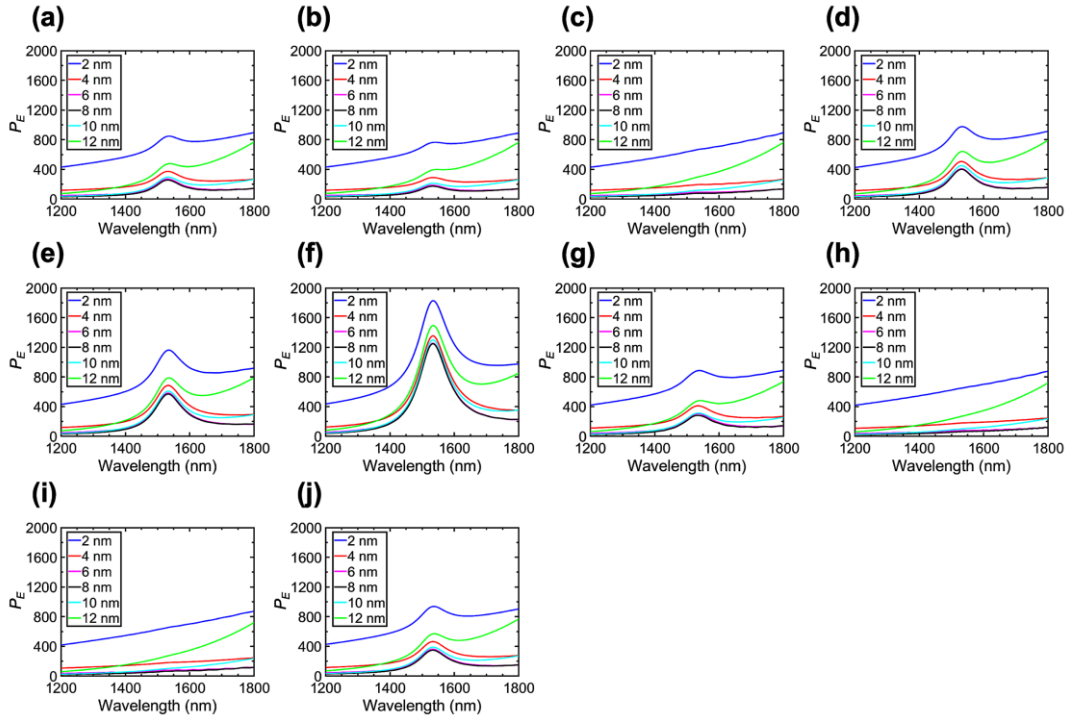 (a) (b) (c) (d)
2000 2000 2000 2000
2 nm 2 nm 2 nm 2 nm
1600 4 nm 1600 4 nm 1600 4 nm 1600 4 nm
6 nm 6 nm 6 nm 6 nm
1200 8 nm 1200 8 nm 1200 8 nm 1200 8 nm
10 nm 10 nm 10 nm 10 nm
P_E 800 12 nm P_E 800 12 nm P_E 800 12 nm P_E 800 12 nm
400 400 400 400
0 0 0 0
1200 1400 1600 1800 1200 1400 1600 1800 1200 1400 1600 1800 1200 1400 1600 1800
Wavelength (nm) Wavelength (nm) Wavelength (nm) Wavelength (nm)
(e) (f) (g) (h)
2000 2000 2000 2000
2 nm 2 nm 2 nm 2 nm
1600 4 nm 1600 4 nm 1600 4 nm 1600 4 nm
6 nm 6 nm 6 nm 6 nm
1200 8 nm 1200 8 nm 1200 8 nm 1200 8 nm
10 nm 10 nm 10 nm 10 nm
P_E 800 12 nm P_E 800 12 nm P_E 800 12 nm P_E 800 12 nm
400 400 400 400
0 0 0 0
1200 1400 1600 1800 1200 1400 1600 1800 1200 1400 1600 1800 1200 1400 1600 1800
Wavelength (nm) Wavelength (nm) Wavelength (nm) Wavelength (nm)
(i) (j)
2000 2000
2 nm 2 nm
1600 4 nm 1600 4 nm
6 nm 6 nm
1200 8 nm 1200 8 nm
10 nm 10 nm
P_E 800 12 nm P_E 800 12 nm
400 400
0 0
1200 1400 1600 1800 1200 1400 1600 1800
Wavelength (nm) Wavelength (nm)